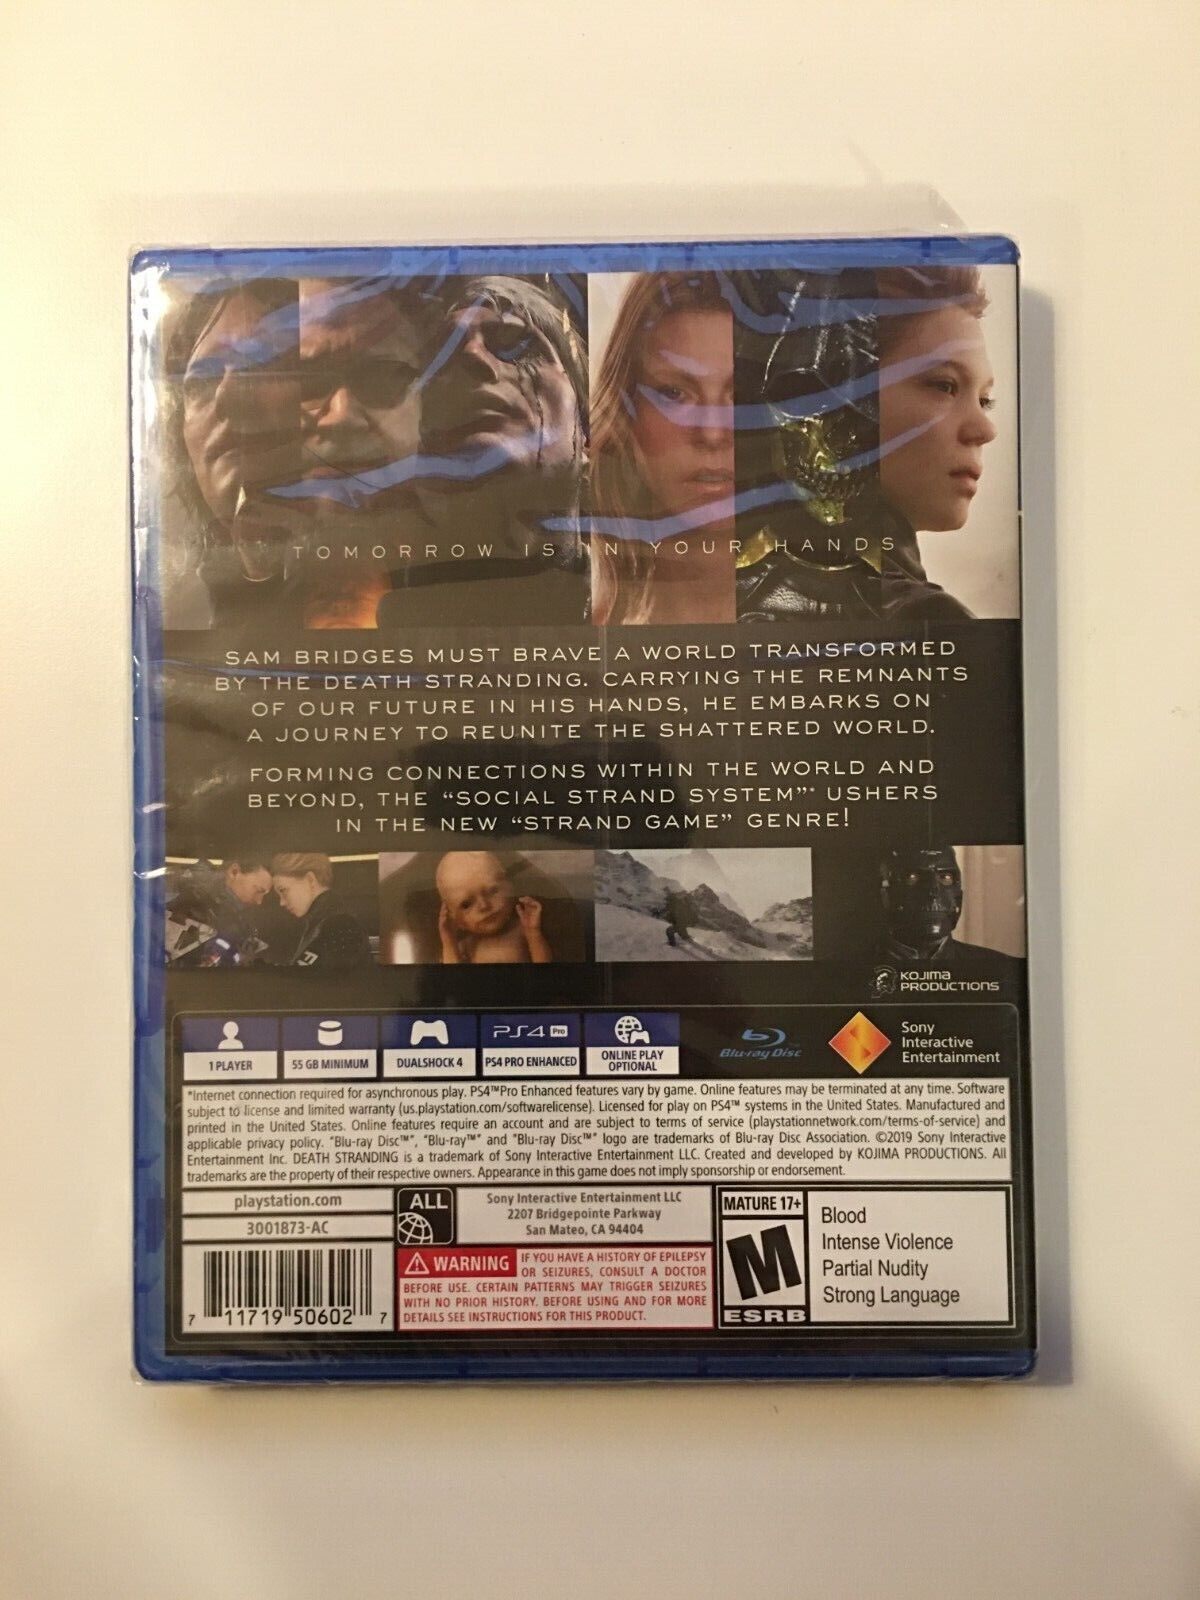 TOMORROW IS IN YOUR HANDS
SAM BRIDGES MUST BRAVE A WORLD TRANSFORMED
BY THE DEATH STRANDING. CARRYING THE REMNANTS
OF OUR FUTURE IN HIS HANDS, HE EMBARKS ON
A JOURNEY TO REUNITE THE SHATTERED WORLD.
FORMING CONNECTIONS WITHIN THE WORLD AND
BEYOND, THE “SOCIAL STRAND SYSTEM”* USHERS
IN THE NEW “STRAND GAME” GENRE!
KOJIMA
PRODUCTIONS
1 PLAYER
55 GB MINIMUM
DUALSHOCK 4
PS4 Pro
PS4 PRO ENHANCED
ONLINE PLAY
OPTIONAL
Blu-ray Disc™
Sony
Interactive
Entertainment
*Internet connection required for asynchronous play. PS4™Pro Enhanced features vary by game. Online features may be terminated at any time. Software
subject to license and limited warranty (us.playstation.com/softwarelicense). Licensed for play on PS4™ systems in the United States. Manufactured and
printed in the United States. Online features require an account and are subject to terms of service (playstationnetwork.com/terms-of-service) and
applicable privacy policy. "Blu-ray Disc™", "Blu-ray™" and "Blu-ray Disc™" logo are trademarks of Blu-ray Disc Association. ©2019 Sony Interactive
Entertainment Inc. DEATH STRANDING is a trademark of Sony Interactive Entertainment LLC. Created and developed by KOJIMA PRODUCTIONS. All
trademarks are the property of their respective owners. Appearance in this game does not imply sponsorship or endorsement.
playstation.com
3001873-AC
7 11719 50602 7
ALL
Sony Interactive Entertainment LLC
2207 Bridgepointe Parkway
San Mateo, CA 94404
WARNING IF YOU HAVE A HISTORY OF EPILEPSY
OR SEIZURES, CONSULT A DOCTOR
BEFORE USE. CERTAIN PATTERNS MAY TRIGGER SEIZURES
WITH NO PRIOR HISTORY. BEFORE USING AND FOR MORE
DETAILS SEE INSTRUCTIONS FOR THIS PRODUCT.
MATURE 17+
M
ESRB
Blood
Intense Violence
Partial Nudity
Strong Language